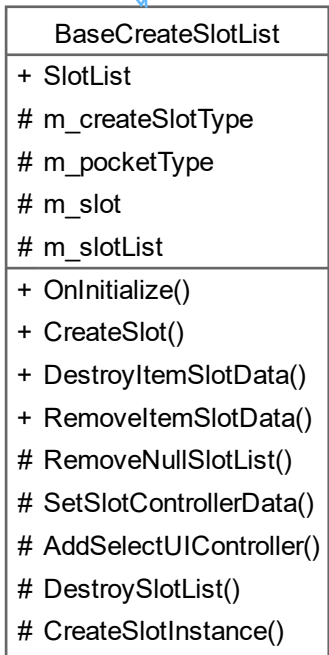 BaseCreateSlotList
+ SlotList
# m_createSlotType
# m_pocketType
# m_slot
# m_slotList
+ OnInitialize()
+ CreateSlot()
+ DestroyItemSlotData()
+ RemoveItemSlotData()
# RemoveNullSlotList()
# SetSlotControllerData()
# AddSelectUIController()
# DestroySlotList()
# CreateSlotInstance()